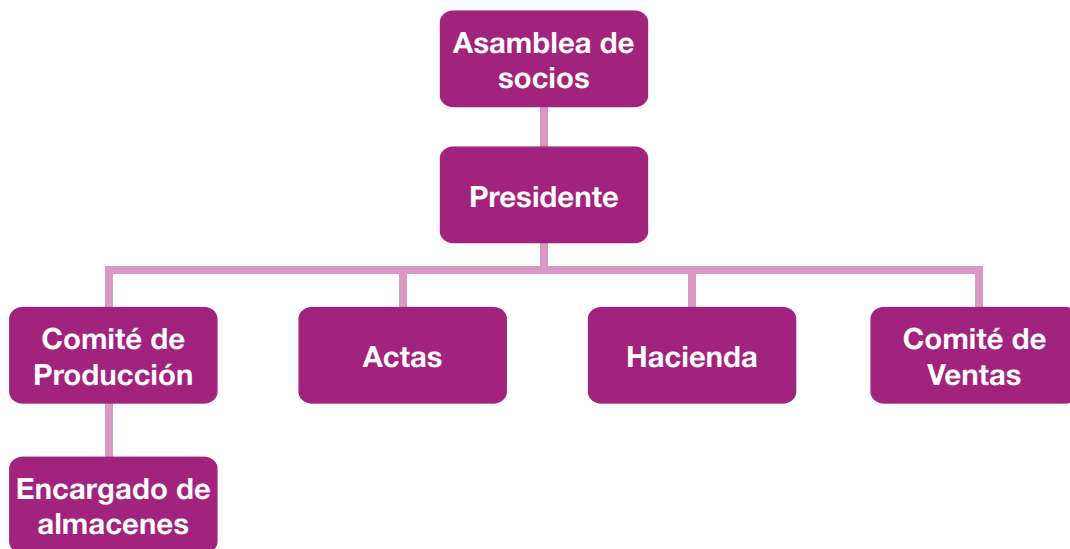 Asamblea de
socios
Presidente
Comité de
Producción
Actas
Hacienda
Comité de
Ventas
Encargado de
almacenes